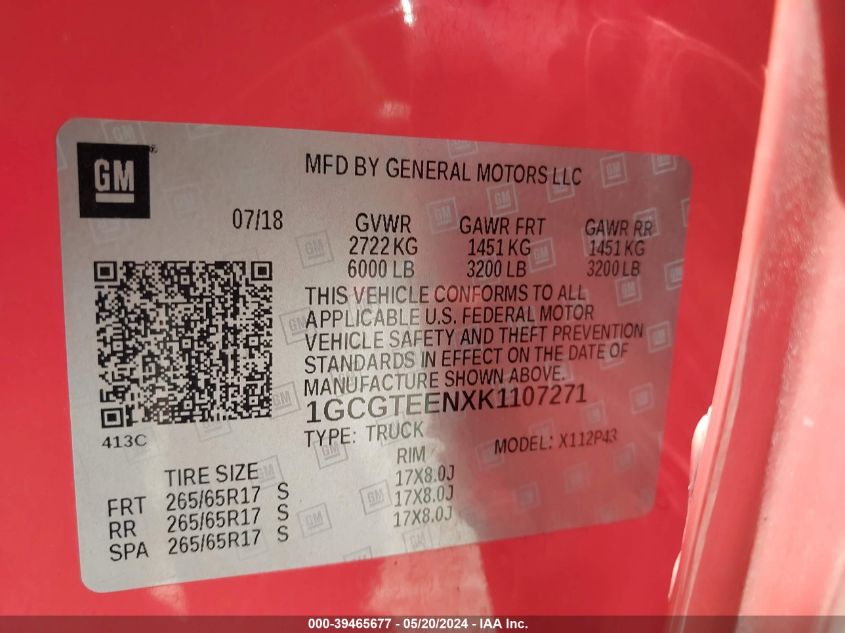 GM
MFD BY GENERAL MOTORS LLC
07/18
GVWR GAWR FRT GAWR RR
2722 KG 1451 KG 1451 KG
6000 LB 3200 LB 3200 LB
THIS VEHICLE CONFORMS TO ALL
APPLICABLE U.S. FEDERAL MOTOR
VEHICLE SAFETY AND THEFT PREVENTION
STANDARDS IN EFFECT ON THE DATE OF
MANUFACTURE SHOWN ABOVE.
1GCGTEENXK1107271
413C
TYPE: TRUCK MODEL: X112P43
TIRE SIZE RIM
FRT 265/65R17 S 17X8.0J
RR 265/65R17 S 17X8.0J
SPA 265/65R17 S 17X8.0J
000-39465677 - 05/20/2024 - IAA Inc.